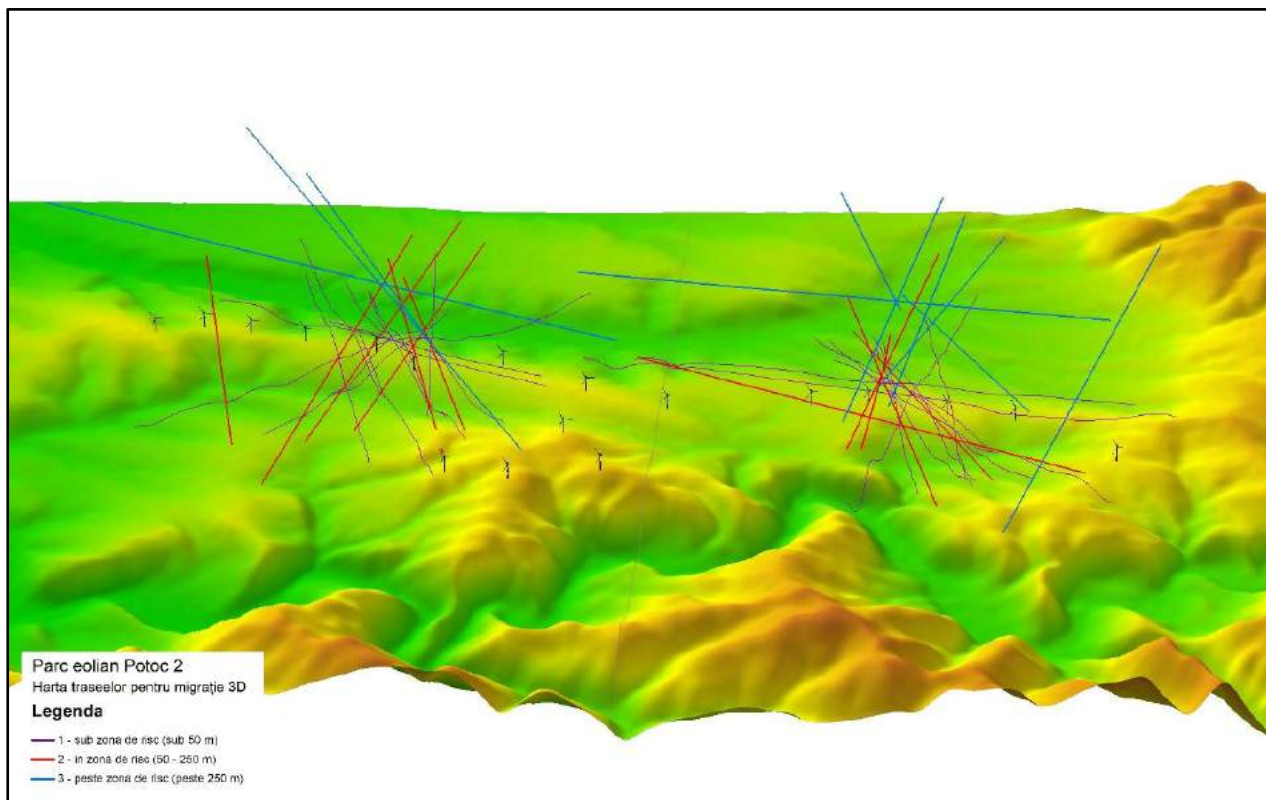 Parc eolian Potoc 2
Harta traseelor pentru migrație 3D
Legenda
1 - sub zona de risc (sub 50 m)
2 - in zona de risc (50 - 250 m)
3 - peste zona de risc (peste 250 m)